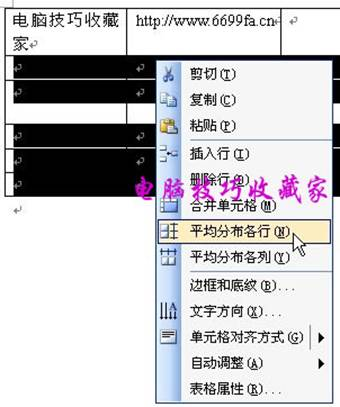 电脑技巧收藏家
http://www.6699fa.cn
剪切(T)
复制(C)
粘贴(P)
插入行(I)
删除行(D)
电脑技巧收藏家
合并单元格(M)
平均分布各行(N)
平均分布各列(Y)
边框和底纹(B)...
文字方向(X)...
单元格对齐方式(G)
自动调整(A)
表格属性(R)...